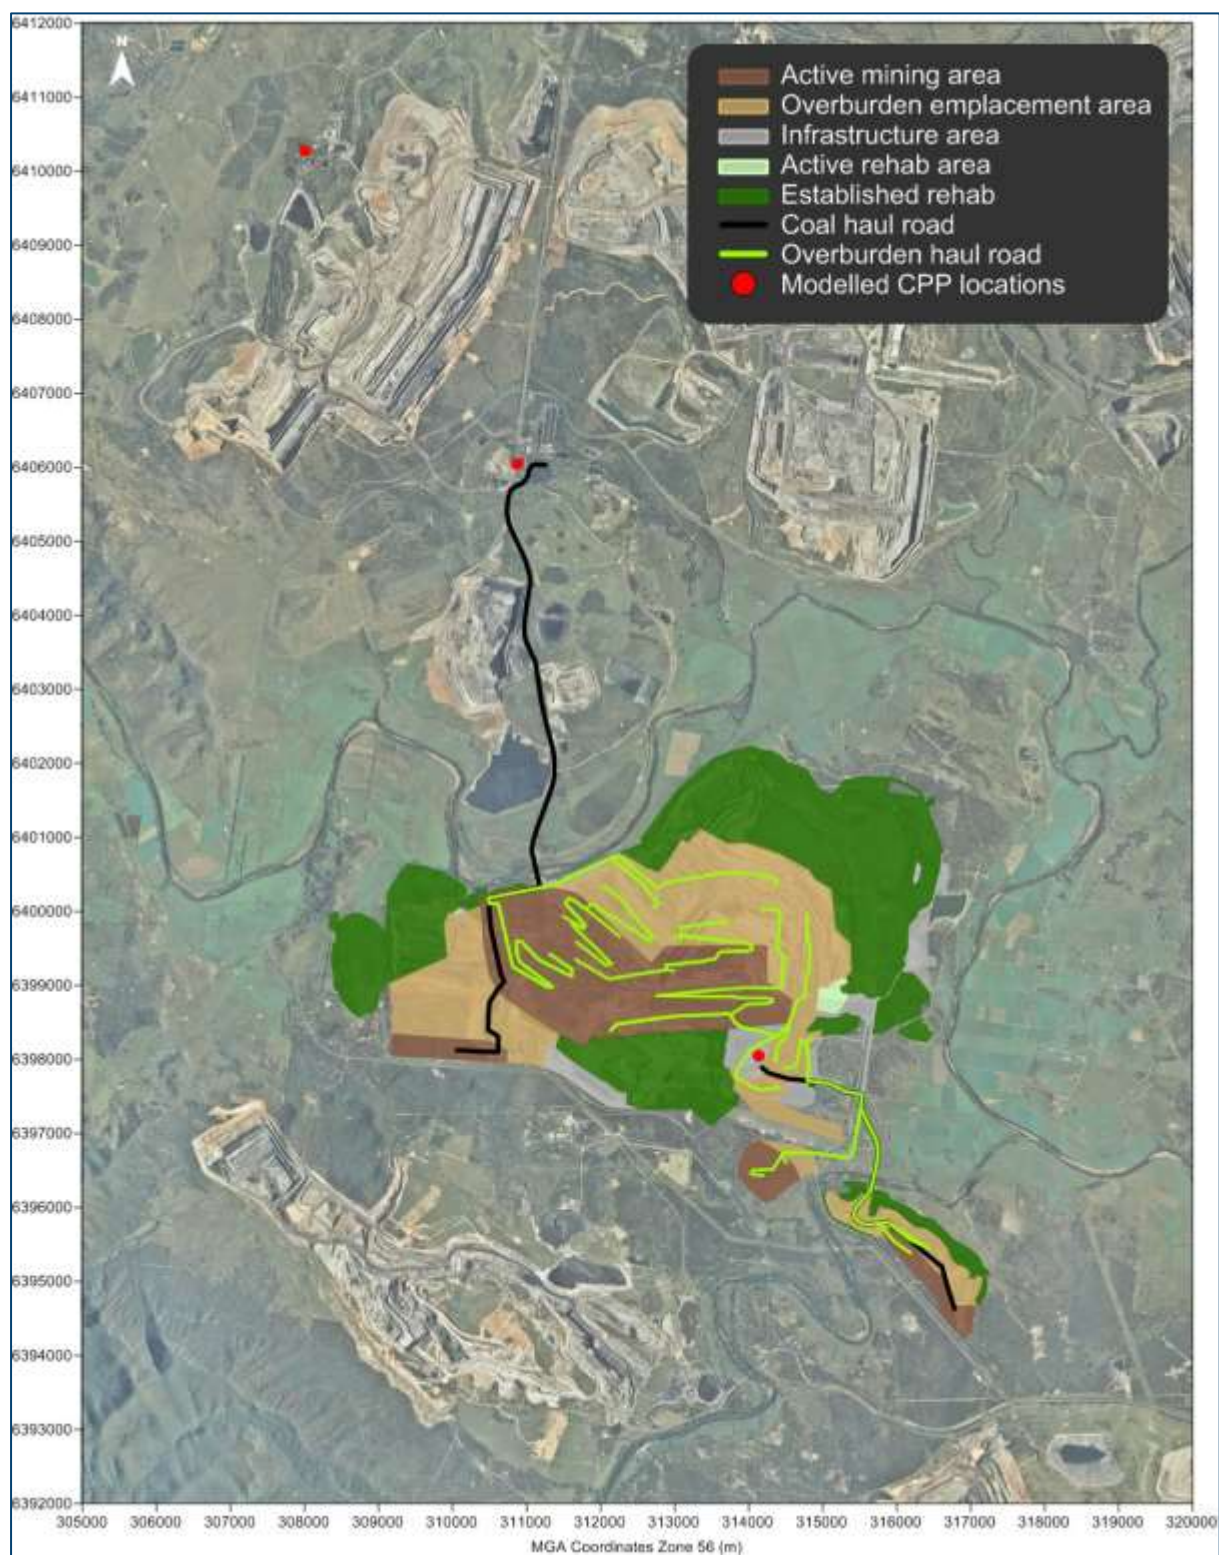 N
Active mining area
Overburden emplacement area
Infrastructure area
Active rehab area
Established rehab
Coal haul road
Overburden haul road
Modelled CPP locations
6412000
6411000
6410000
6409000
6408000
6407000
6406000
6405000
6404000
6403000
6402000
6401000
6400000
6399000
6398000
6397000
6396000
6395000
6394000
6393000
6392000
305000 306000 307000 308000 309000 310000 311000 312000 313000 314000 315000 316000 317000 318000 319000 320000
MGA Coordinates Zone 56 (m)